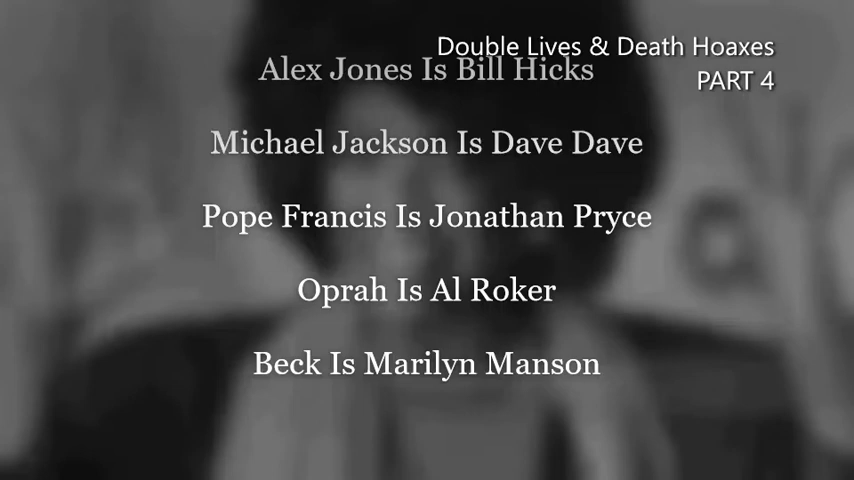 Double Lives & Death Hoaxes
PART 4
Alex Jones Is Bill Hicks
Michael Jackson Is Dave Dave
Pope Francis Is Jonathan Pryce
Oprah Is Al Roker
Beck Is Marilyn Manson